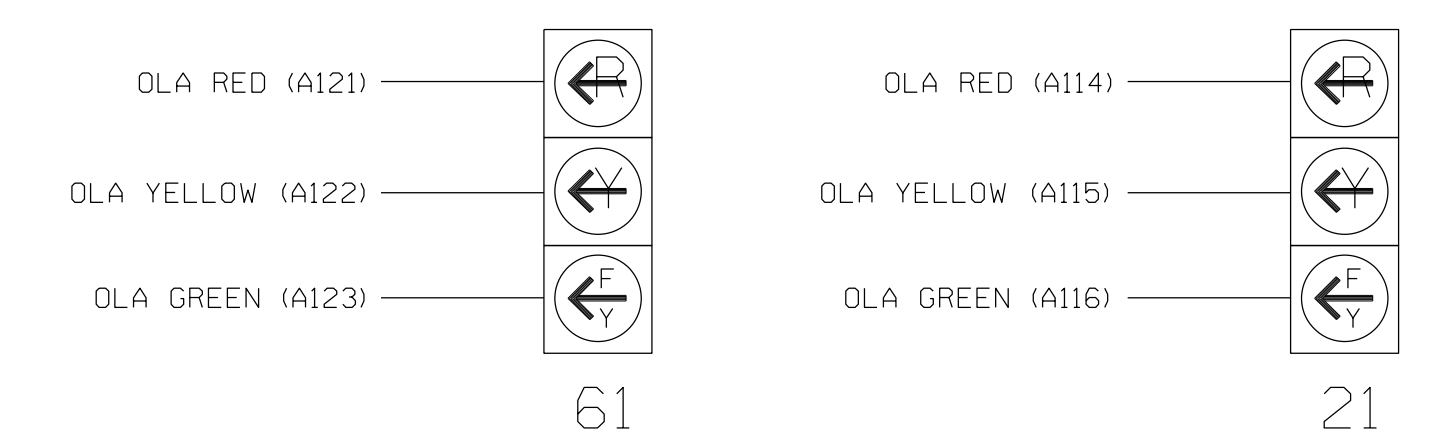 OLA RED (A121)
R
OLA YELLOW (A122)
Y
OLA GREEN (A123)
F
Y
61
OLA RED (A114)
R
OLA YELLOW (A115)
Y
OLA GREEN (A116)
F
Y
21